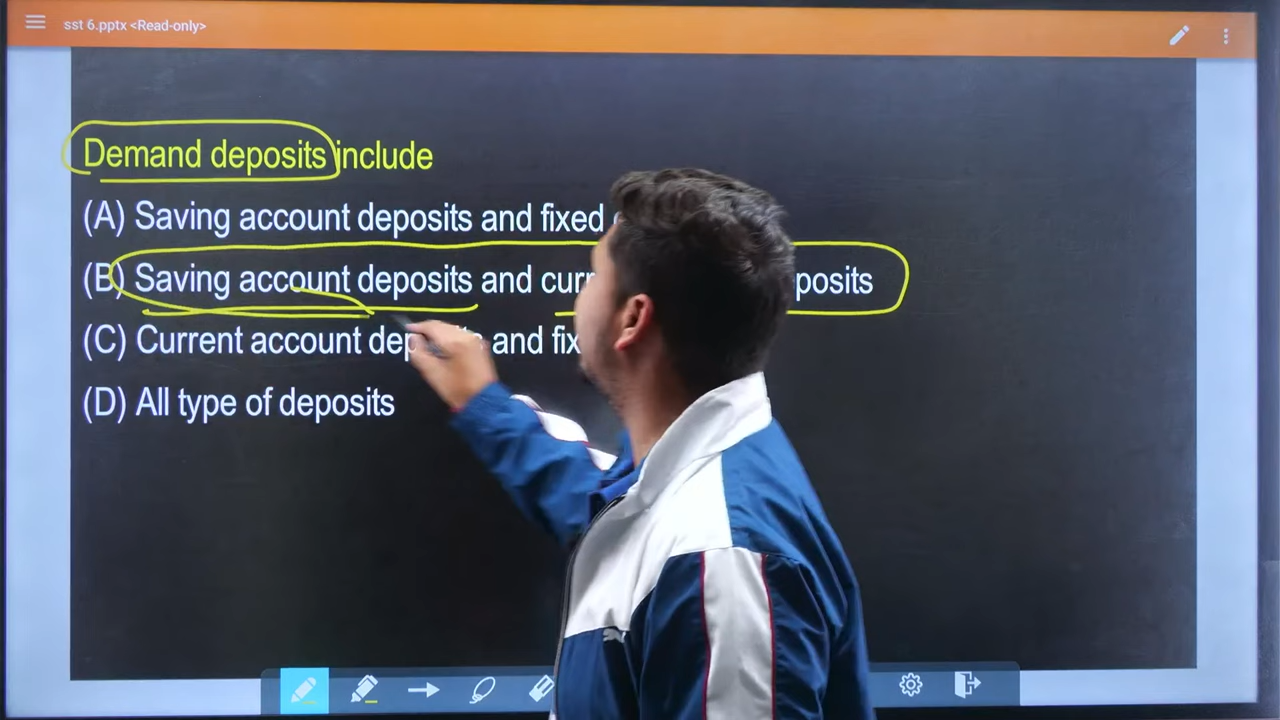 sst 6.pptx <Read-only>
Demand deposits include
(A) Saving account deposits and fixed
(B) Saving account deposits and curr posits
(C) Current account deposits and fix
(D) All type of deposits